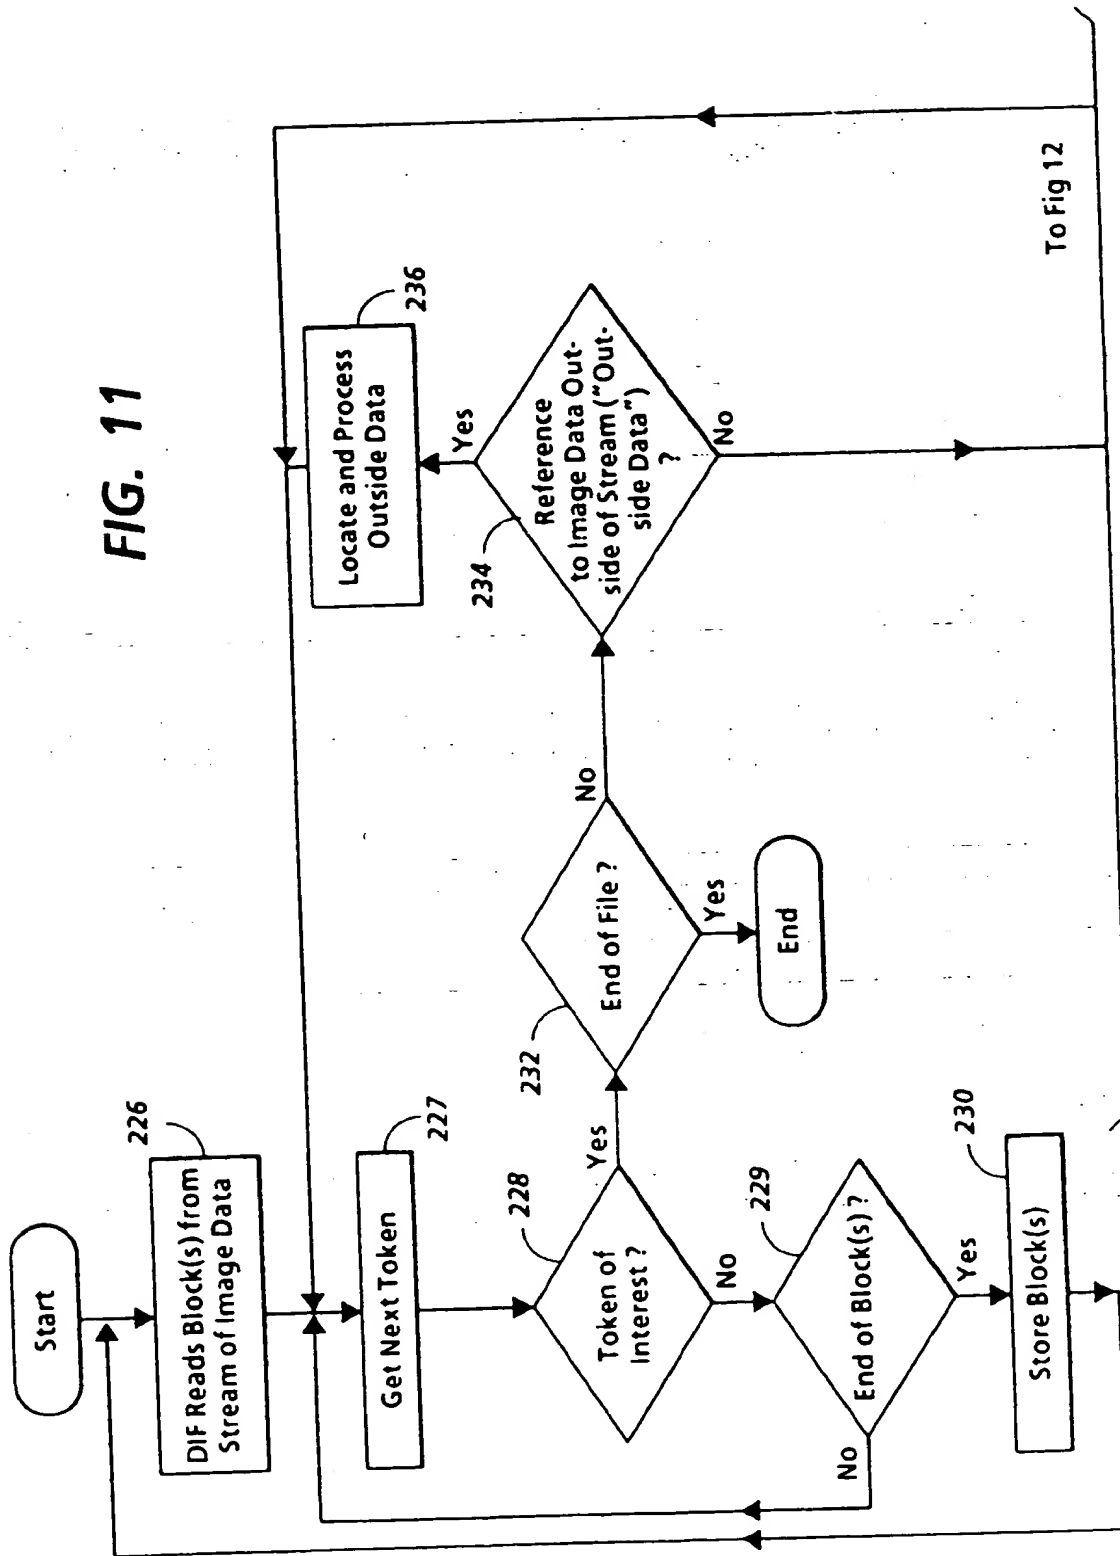 FIG. 11
Start
226
DIF Reads Block(s) from
Stream of Image Data
227
Get Next Token
228
Token of
Interest ?
Yes
No
229
End of Block(s) ?
No
Yes
230
Store Block(s)
232
End of File ?
No
Yes
End
234
Reference
to Image Data Out-
side of Stream ("Out-
side Data")
?
Yes
No
236
Locate and Process
Outside Data
To Fig 12